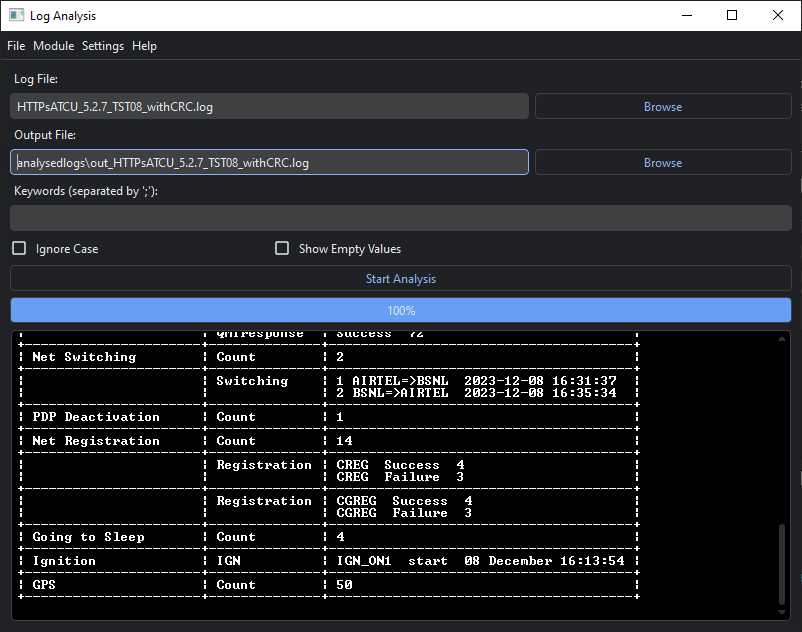 Log Analysis
File Module Settings Help
Log File:
HTTPsATCU_5.2.7_TST08_withCRC.log Browse
Output File:
analysedlogs\out_HTTPsATCU_5.2.7_TST08_withCRC.log Browse
Keywords (separated by ';'):
Ignore Case Show Empty Values
Start Analysis
100%
QMIresponse Success 72
Net Switching Count 2
Switching 1 AIRTEL=>BSNL 2023-12-08 16:31:37
2 BSNL=>AIRTEL 2023-12-08 16:35:34
PDP Deactivation Count 1
Net Registration Count 14
Registration CREG Success 4
CREG Failure 3
Registration CGREG Success 4
CGREG Failure 3
Going to Sleep Count 4
Ignition IGN IGN_ON1 start 08 December 16:13:54
GPS Count 50